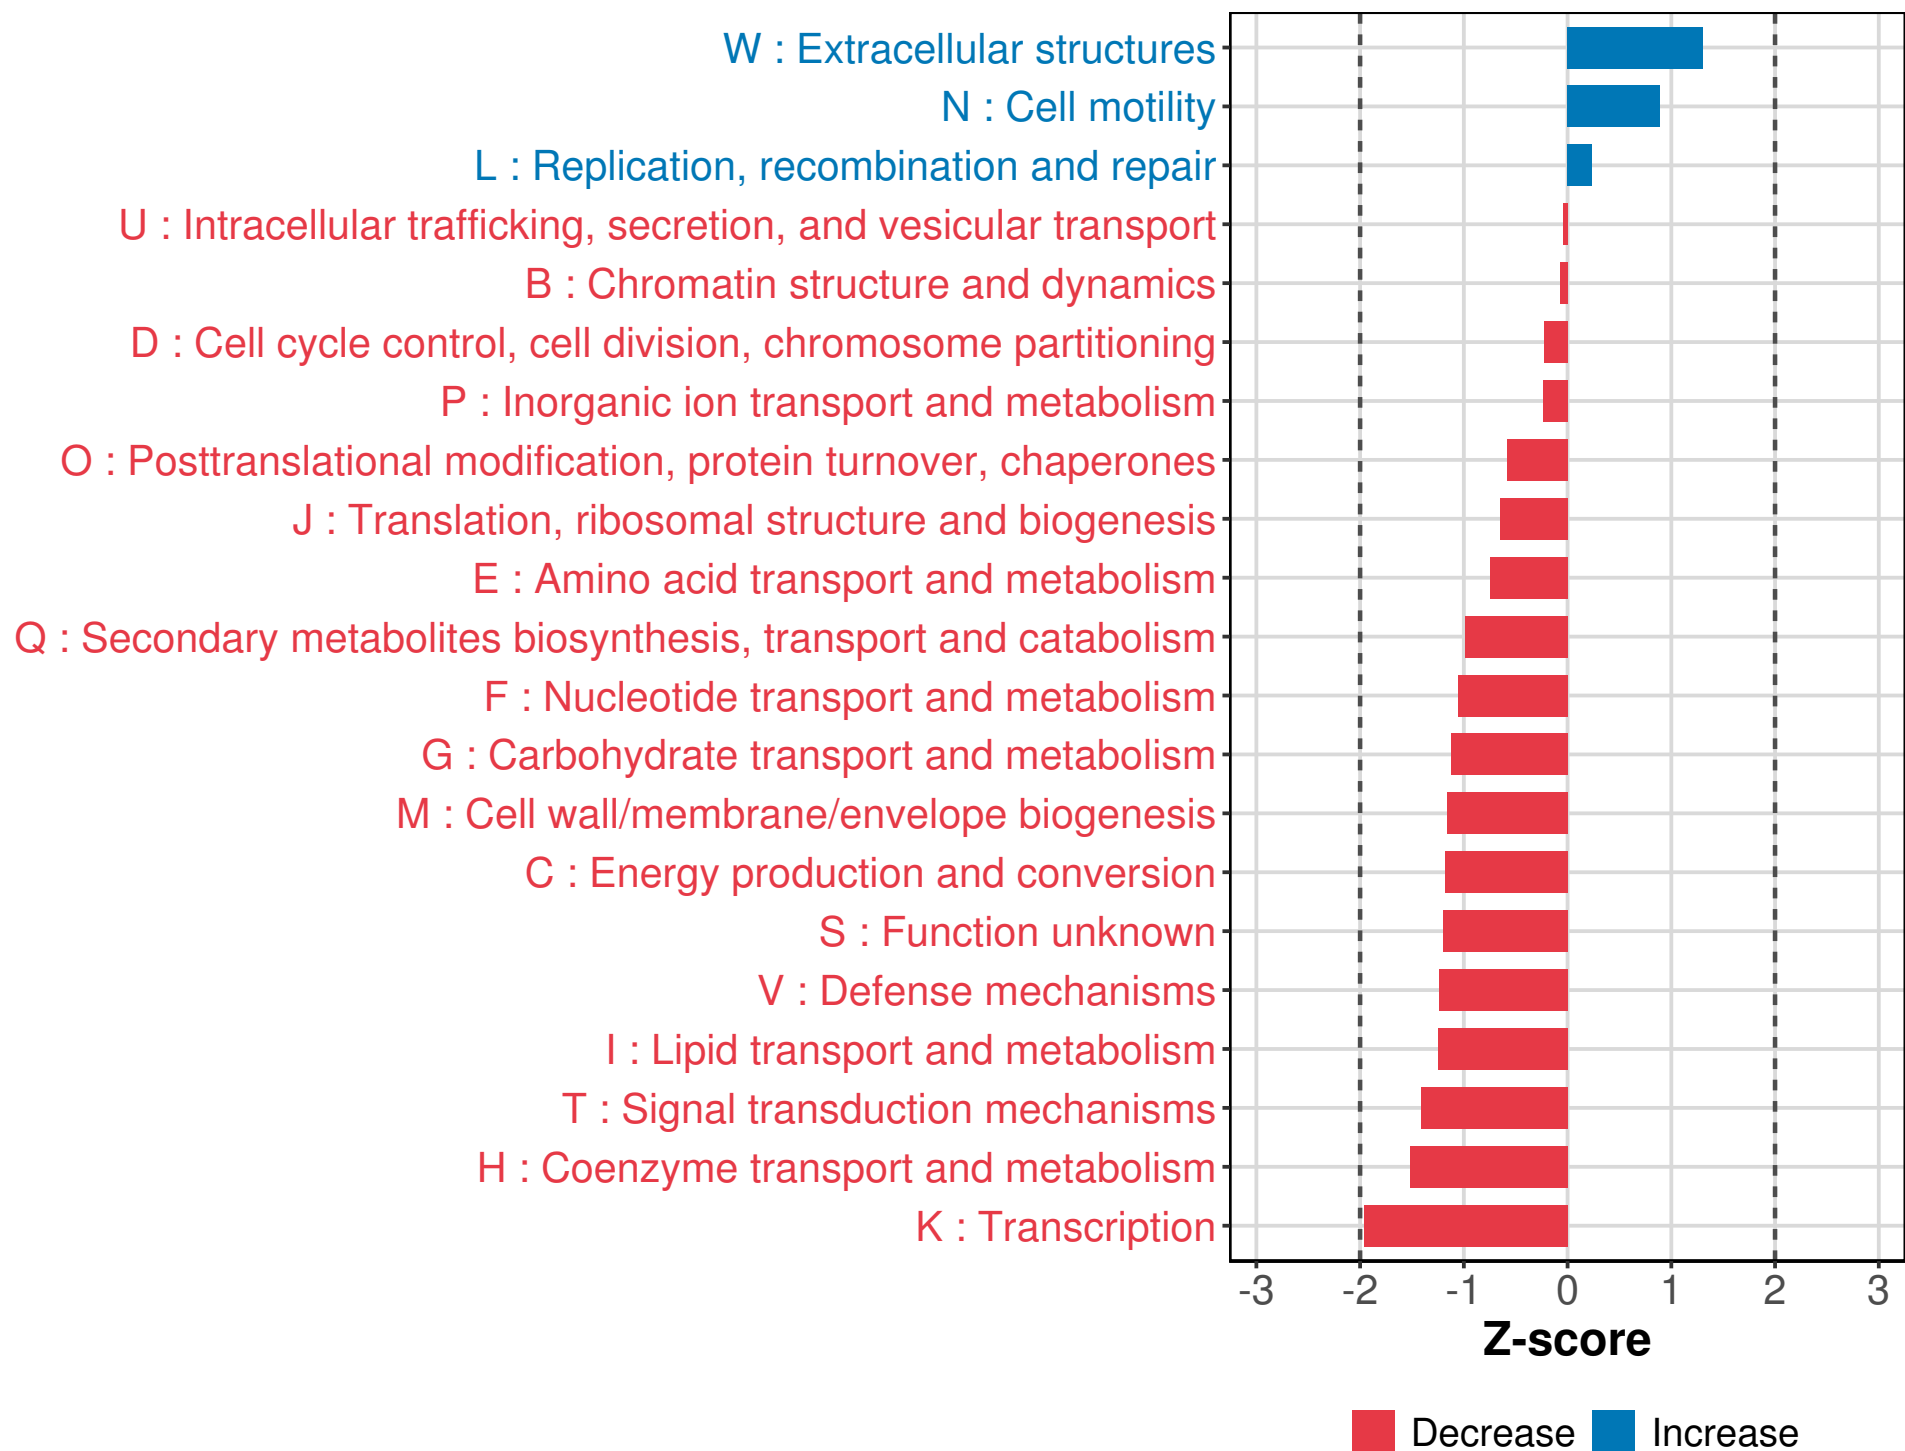 W : Extracellular structures
N : Cell motility
L : Replication, recombination and repair
U : Intracellular trafficking, secretion, and vesicular transport
B : Chromatin structure and dynamics
D : Cell cycle control, cell division, chromosome partitioning
P : Inorganic ion transport and metabolism
O : Posttranslational modification, protein turnover, chaperones
J : Translation, ribosomal structure and biogenesis
E : Amino acid transport and metabolism
Q : Secondary metabolites biosynthesis, transport and catabolism
F : Nucleotide transport and metabolism
G : Carbohydrate transport and metabolism
M : Cell wall/membrane/envelope biogenesis
C : Energy production and conversion
S : Function unknown
V : Defense mechanisms
I : Lipid transport and metabolism
T : Signal transduction mechanisms
H : Coenzyme transport and metabolism
K : Transcription
-3 -2 -1 0 1 2 3
Z-score
Decrease Increase